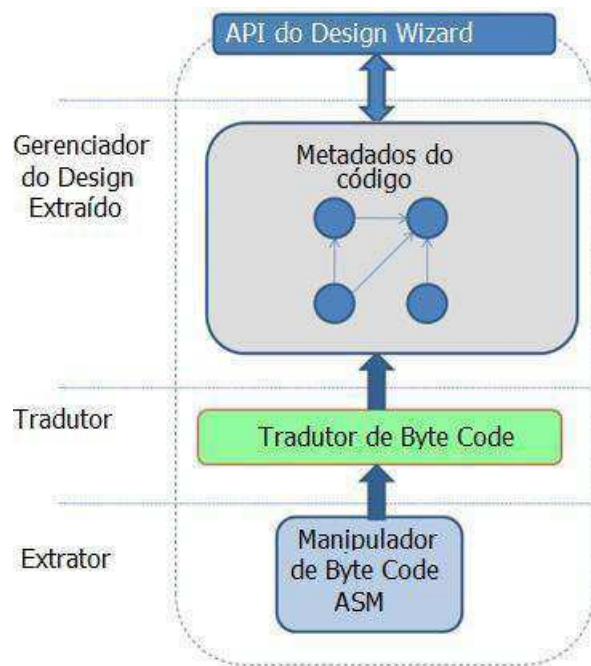 API do Design Wizard
Gerenciador
do Design
Extraído
Metadados do
código
Tradutor
Tradutor de Byte Code
Extrator
Manipulador
de Byte Code
ASM